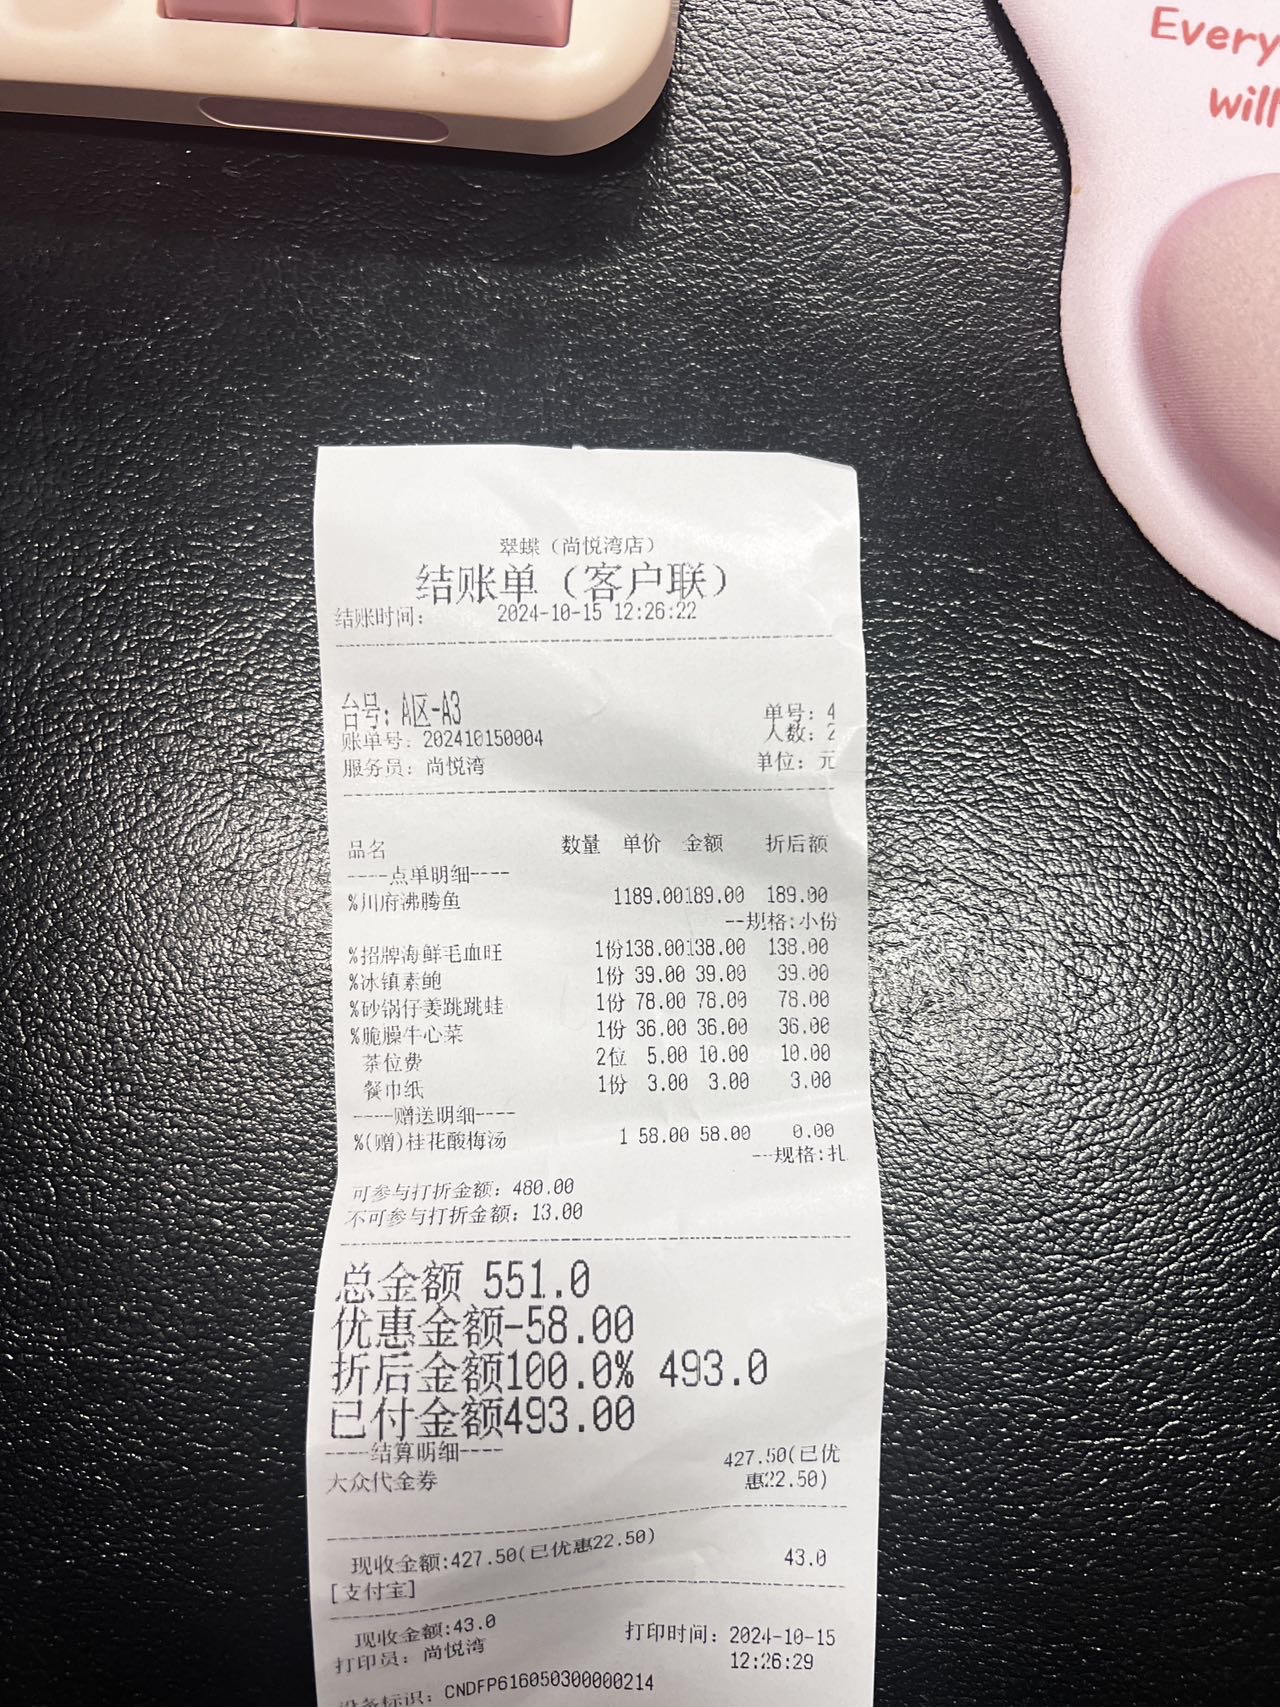 Every
will
翠蝶（尚悦湾店）
结账单（客户联）
结账时间： 2024-10-15 12:26:22
台号：A区-A3 单号：4
账单号：202410150004 人数：2
服务员：尚悦湾 单位：元
品名 数量 单价 金额 折后额
----点单明细----
%川府沸腾鱼 1189.00189.00 189.00
--规格:小份
%招牌海鲜毛血旺 1份138.00138.00 138.00
%冰镇素鲍 1份 39.00 39.00 39.00
%砂锅仔姜跳跳蛙 1份 78.00 78.00 78.00
%脆臊牛心菜 1份 36.00 36.00 36.00
茶位费 2位 5.00 10.00 10.00
餐巾纸 1份 3.00 3.00 3.00
----赠送明细----
%(赠)桂花酸梅汤 1 58.00 58.00 0.00
--规格:扎
可参与打折金额：480.00
不可参与打折金额：13.00
总金额 551.0
优惠金额-58.00
折后金额100.0% 493.0
已付金额493.00
----结算明细----
大众代金券 427.50(已优
惠22.50)
现收金额:427.50(已优惠22.50)
[支付宝] 43.0
现收金额:43.0
打印员：尚悦湾 打印时间：2024-10-15
12:26:29
设备标识：CNDFP616050300000214